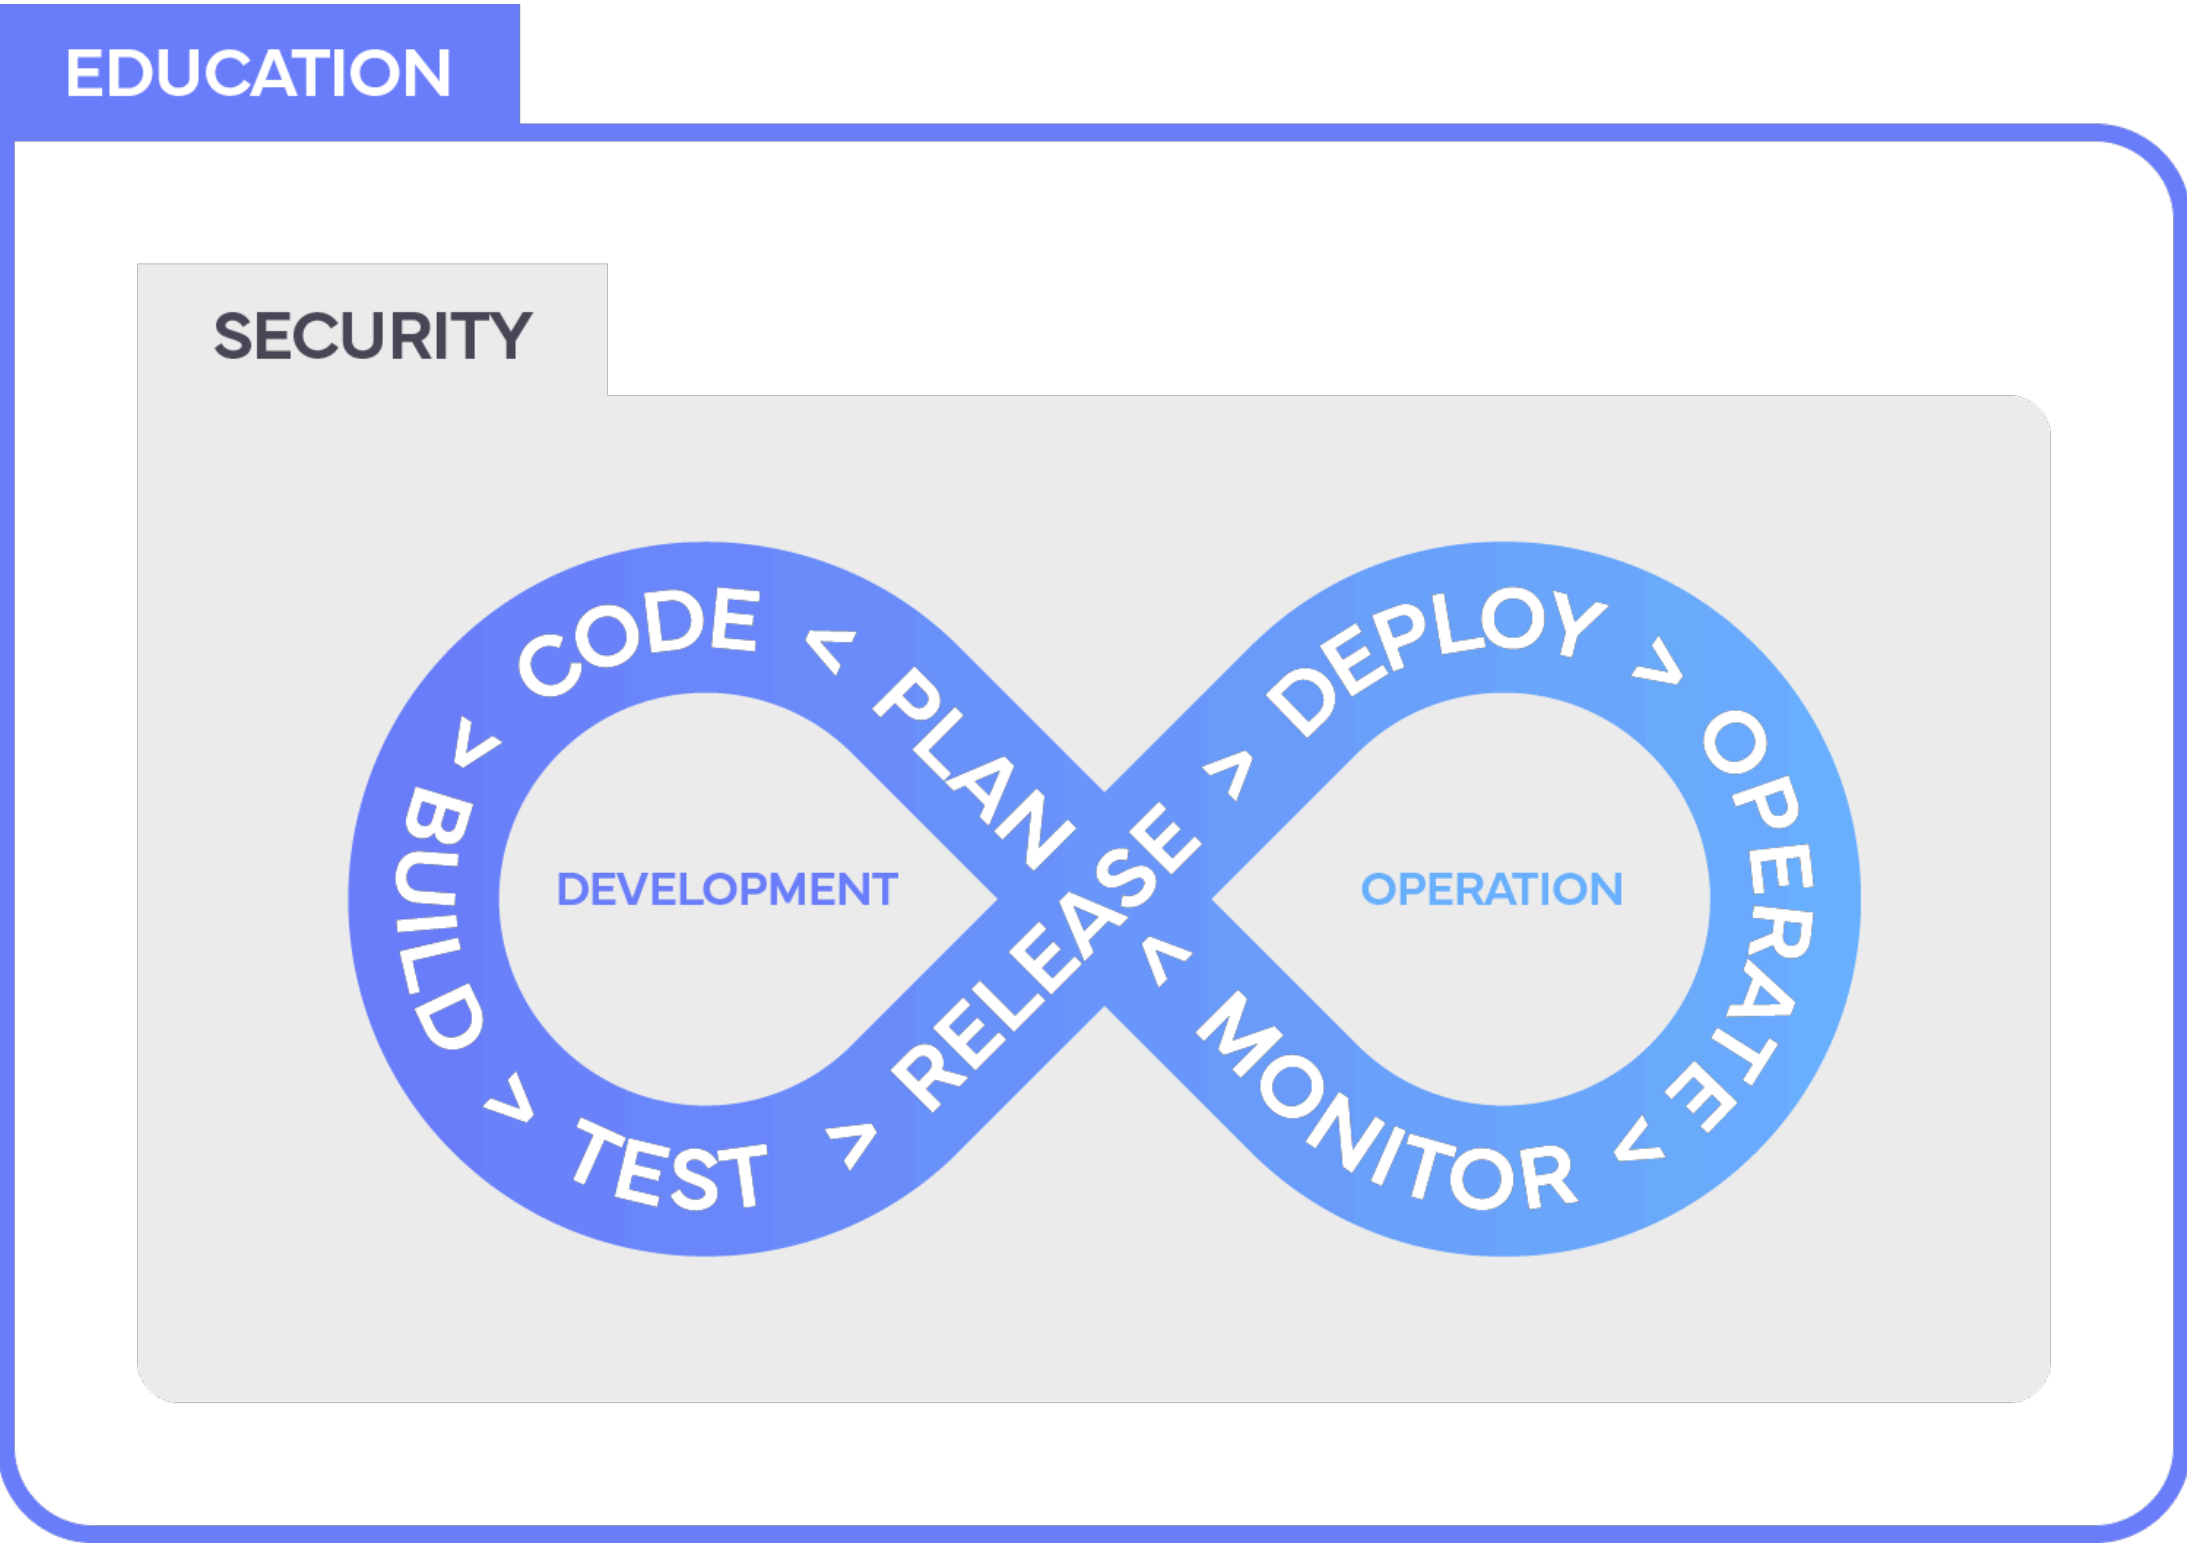 EDUCATION
SECURITY
CODE < PLAN < MONITOR < OPERATE
BUILD > TEST > RELEASE > DEPLOY >
DEVELOPMENT
OPERATION